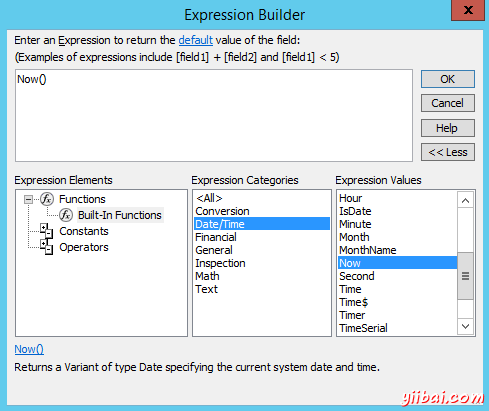 Expression Builder
x
Enter an Expression to return the default value of the field:
(Examples of expressions include [field1] + [field2] and [field1] < 5)
Now()
OK
Cancel
Help
<< Less
Expression Elements
Functions
fx
Built-In Functions
fx
Constants
Operators
Expression Categories
<All>
Conversion
Date/Time
Financial
General
Inspection
Math
Text
Expression Values
Hour
IsDate
Minute
Month
MonthName
Now
Second
Time
Time$
Timer
TimeSerial
Now()
Returns a Variant of type Date specifying the current system date and time.
yiibai.com